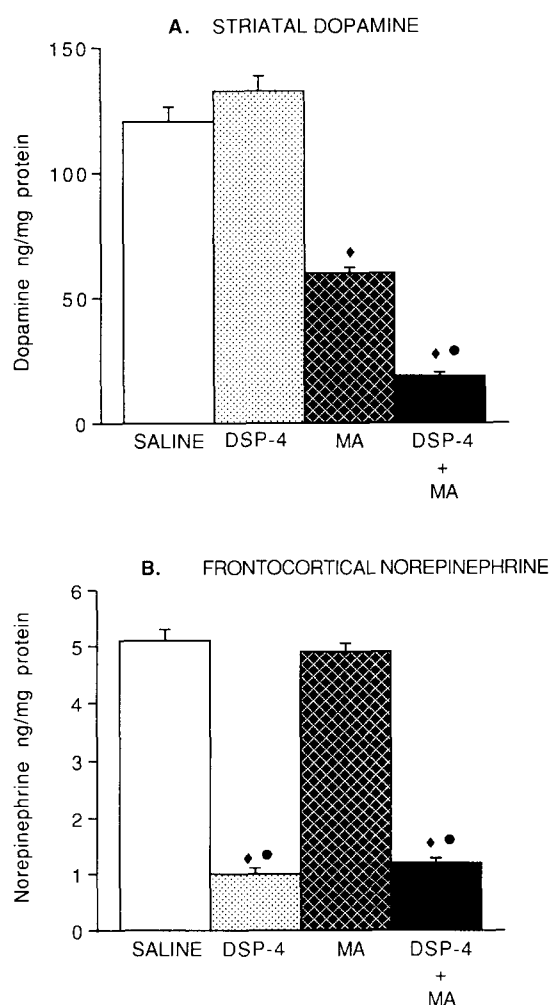 A. STRIATAL DOPAMINE
150
100
50
0
Dopamine ng/mg protein
SALINE DSP-4 MA DSP-4
+
MA
B. FRONTOCORTICAL NOREPINEPHRINE
6
5
4
3
2
1
0
Norepinephrine ng/mg protein
SALINE DSP-4 MA DSP-4
+
MA